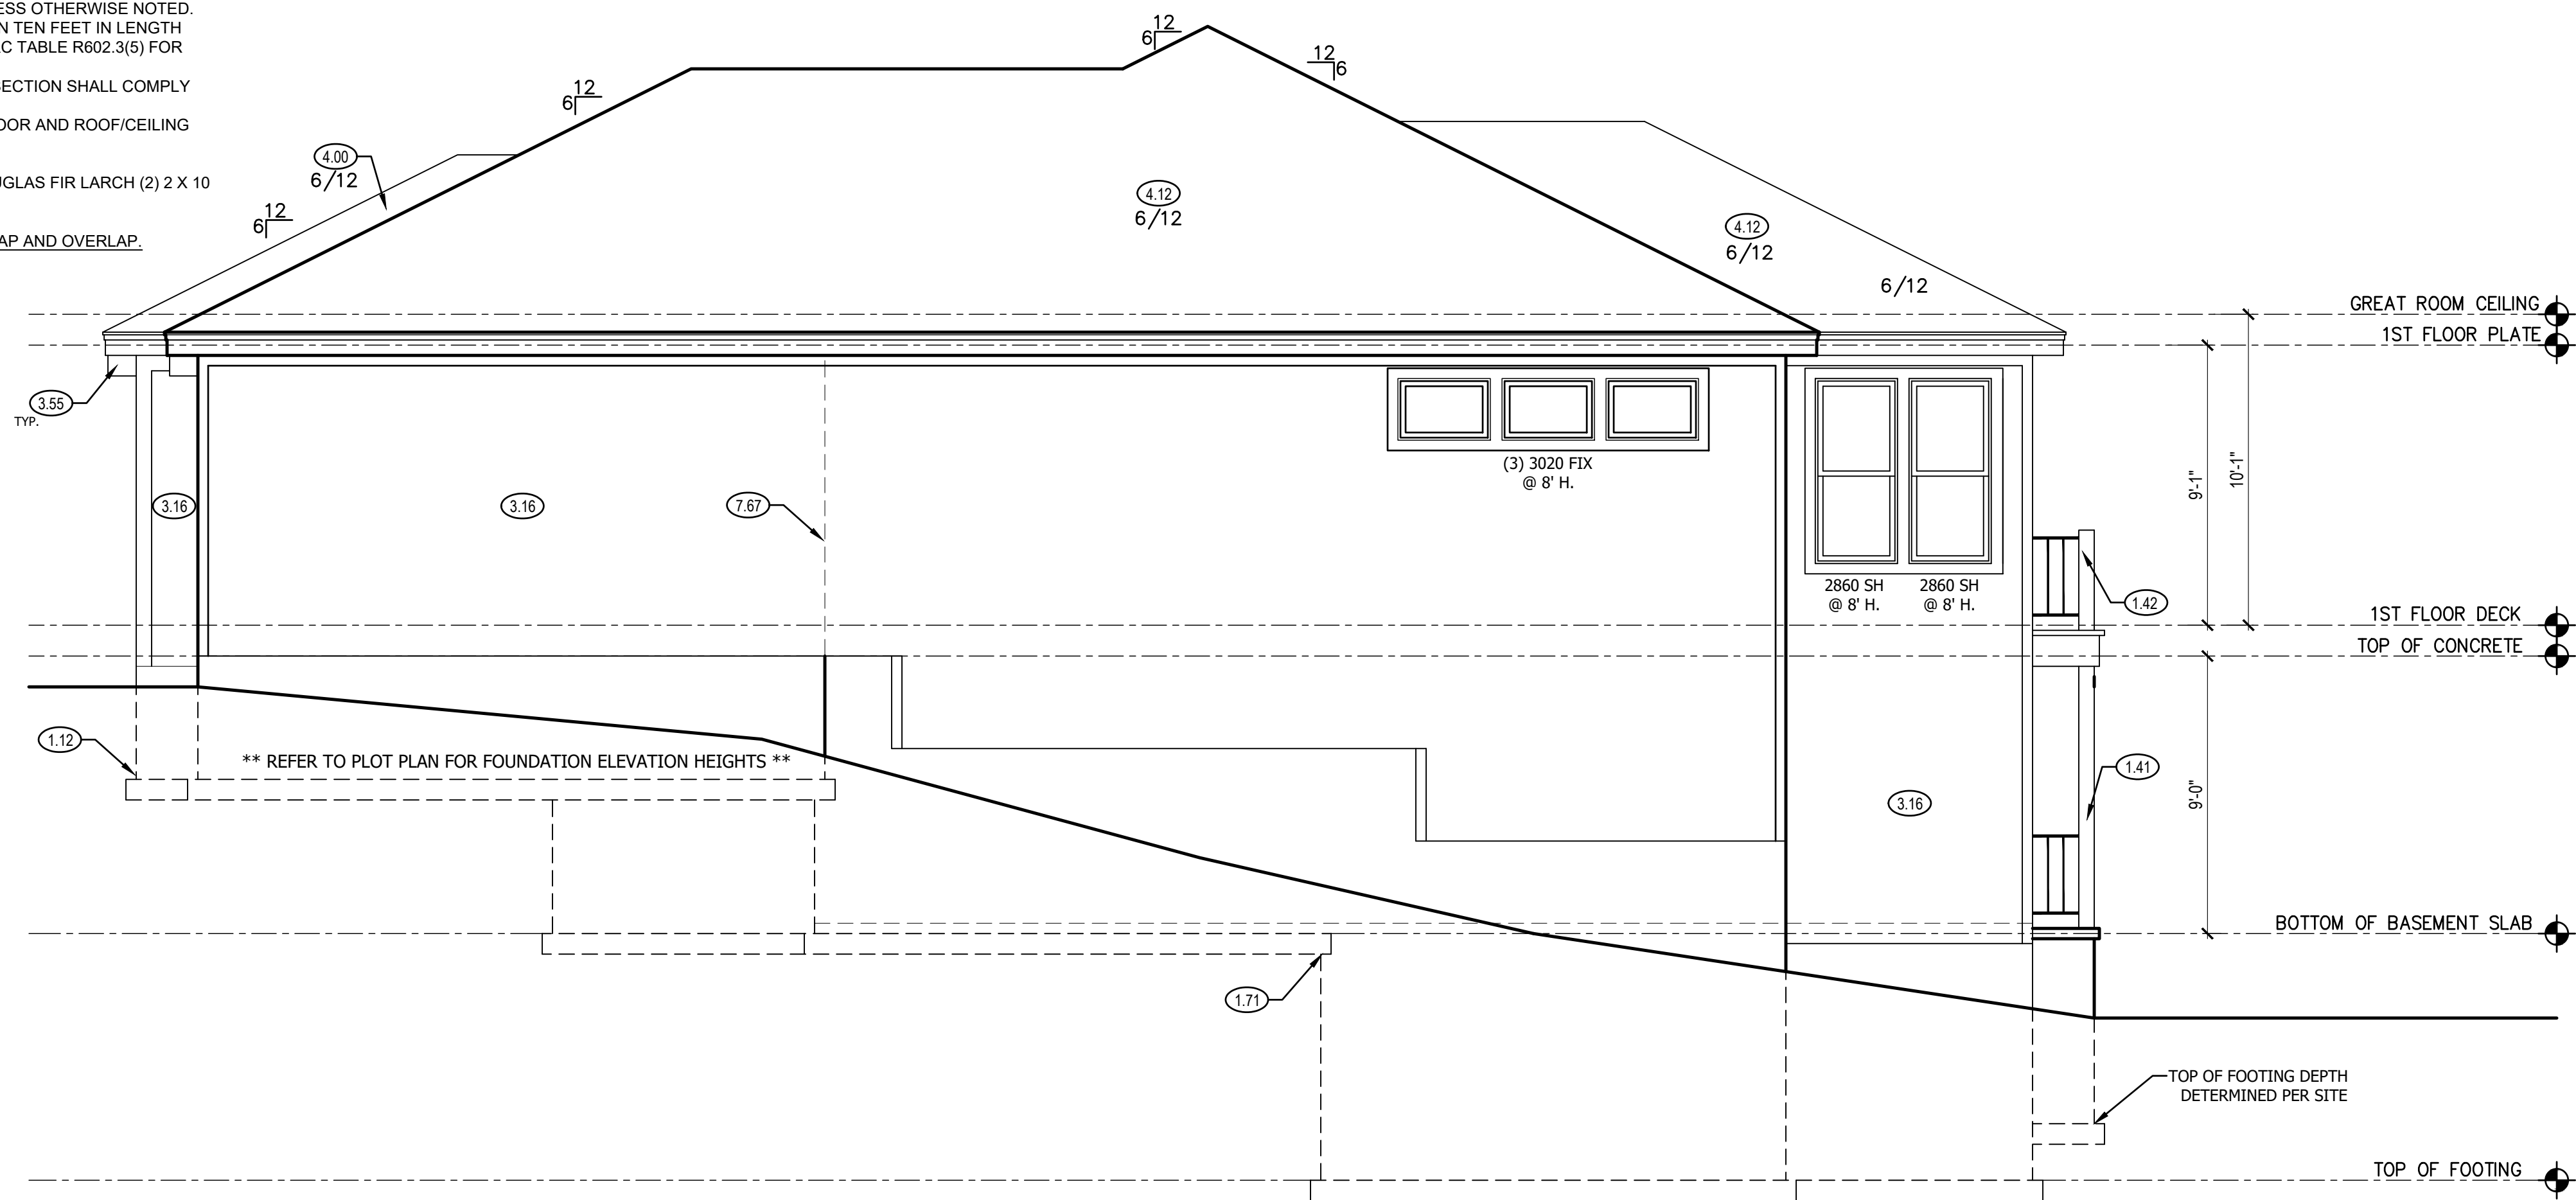 ESS OTHERWISE NOTED.
N TEN FEET IN LENGTH
C TABLE R602.3(5) FOR
SECTION SHALL COMPLY
OOR AND ROOF/CEILING
UGLAS FIR LARCH (2) 2 X 10
AP AND OVERLAP.
12
6
12
6
12
6
12
6
4.00
6/12
4.12
6/12
4.12
6/12
6/12
GREAT ROOM CEILING
1ST FLOOR PLATE
3.55
TYP.
(3) 3020 FIX
@ 8' H.
3.16
3.16
7.67
9'-1"
10'-1"
2860 SH
@ 8' H.
2860 SH
@ 8' H.
1.42
1ST FLOOR DECK
TOP OF CONCRETE
1.12
** REFER TO PLOT PLAN FOR FOUNDATION ELEVATION HEIGHTS **
1.41
9'-0"
3.16
BOTTOM OF BASEMENT SLAB
1.71
TOP OF FOOTING DEPTH
DETERMINED PER SITE
TOP OF FOOTING